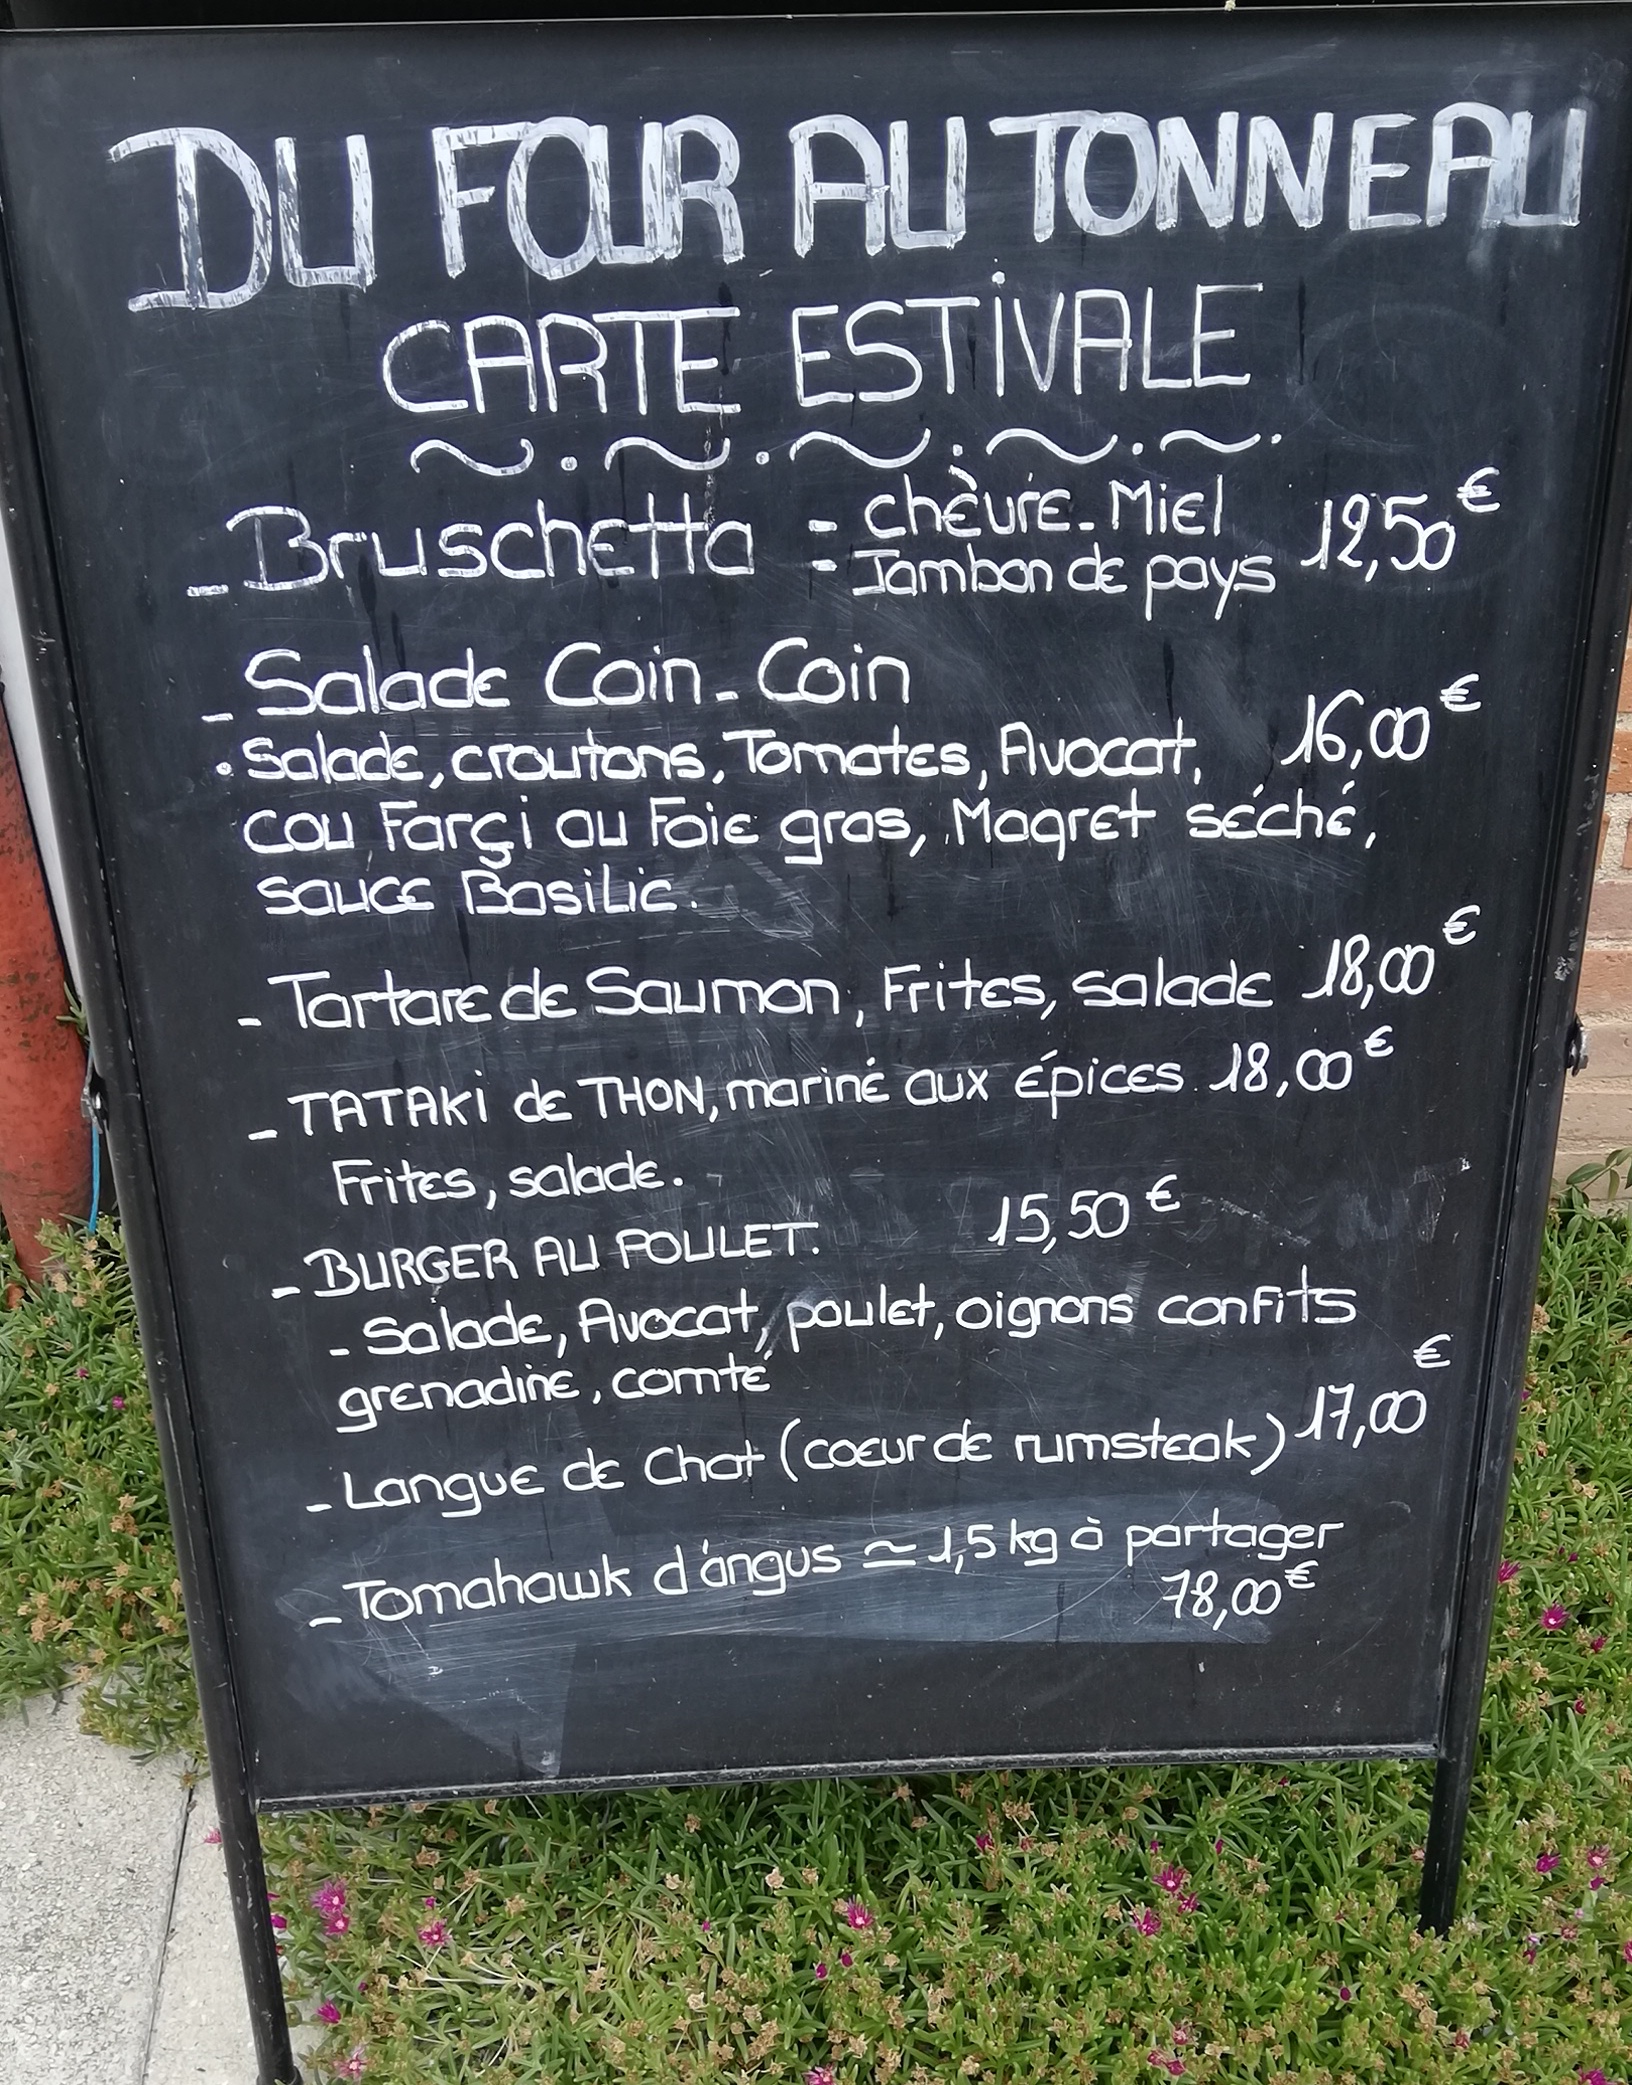 DU FOUR AU TONNEAU
CARTE ESTIVALE
~.~.~.~.~.
- Bruschetta - chèvre-Miel 12,50€
- Jambon de pays
- Salade Coin-Coin
• Salade, croutons, Tomates, Avocat, 16,00€
cou Farçi au Foie gras, Magret séché,
sauce Basilic.
- Tartare de Saumon, Frites, salade 18,00€
- TATAKi de THON, mariné aux épices 18,00€
Frites, salade.
- BURGER AU POULET. 15,50€
- Salade, Avocat, poulet, oignons confits
grenadine, comté
- Langue de Chat (coeur de rumsteak) 17,00€
- Tomahawk d'angus ≃ 1,5 kg à partager
78,00€